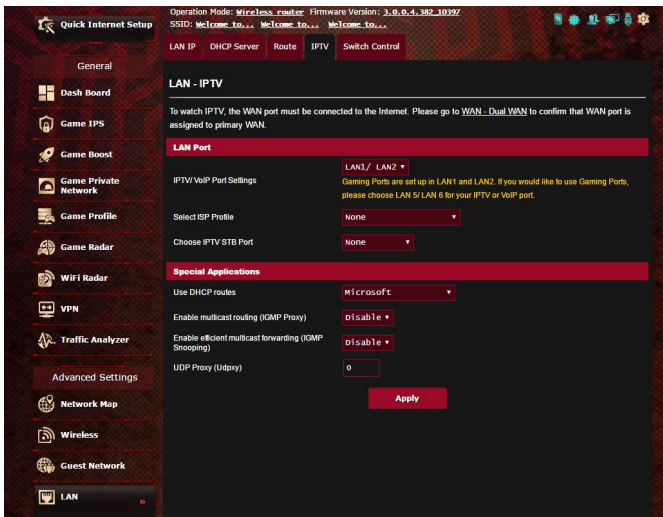 Quick Internet Setup
Operation Mode: Wireless router Firmware Version: 3.0.0.4.382_10397
SSID: Welcome to... Welcome to... Welcome to...
LAN IP DHCP Server Route IPTV Switch Control
General
Dash Board
Game IPS
Game Boost
Game Private
Network
Game Profile
Game Radar
WiFi Radar
VPN
Traffic Analyzer
Advanced Settings
Network Map
Wireless
Guest Network
LAN »
LAN - IPTV
To watch IPTV, the WAN port must be connected to the Internet. Please go to WAN - Dual WAN to confirm that WAN port is
assigned to primary WAN.
LAN Port
IPTV/ VoIP Port Settings LAN1/ LAN2
Gaming Ports are set up in LAN1 and LAN2. If you would like to use Gaming Ports,
please choose LAN 5/ LAN 6 for your IPTV or VoIP port.
Select ISP Profile None
Choose IPTV STB Port None
Special Applications
Use DHCP routes Microsoft
Enable multicast routing (IGMP Proxy) Disable
Enable efficient multicast forwarding (IGMP
Snooping) Disable
UDP Proxy (Udpxy) 0
Apply